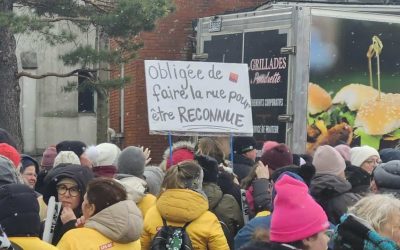 obligée de
faire la rue pour
être RECONNUE
GRILLADES